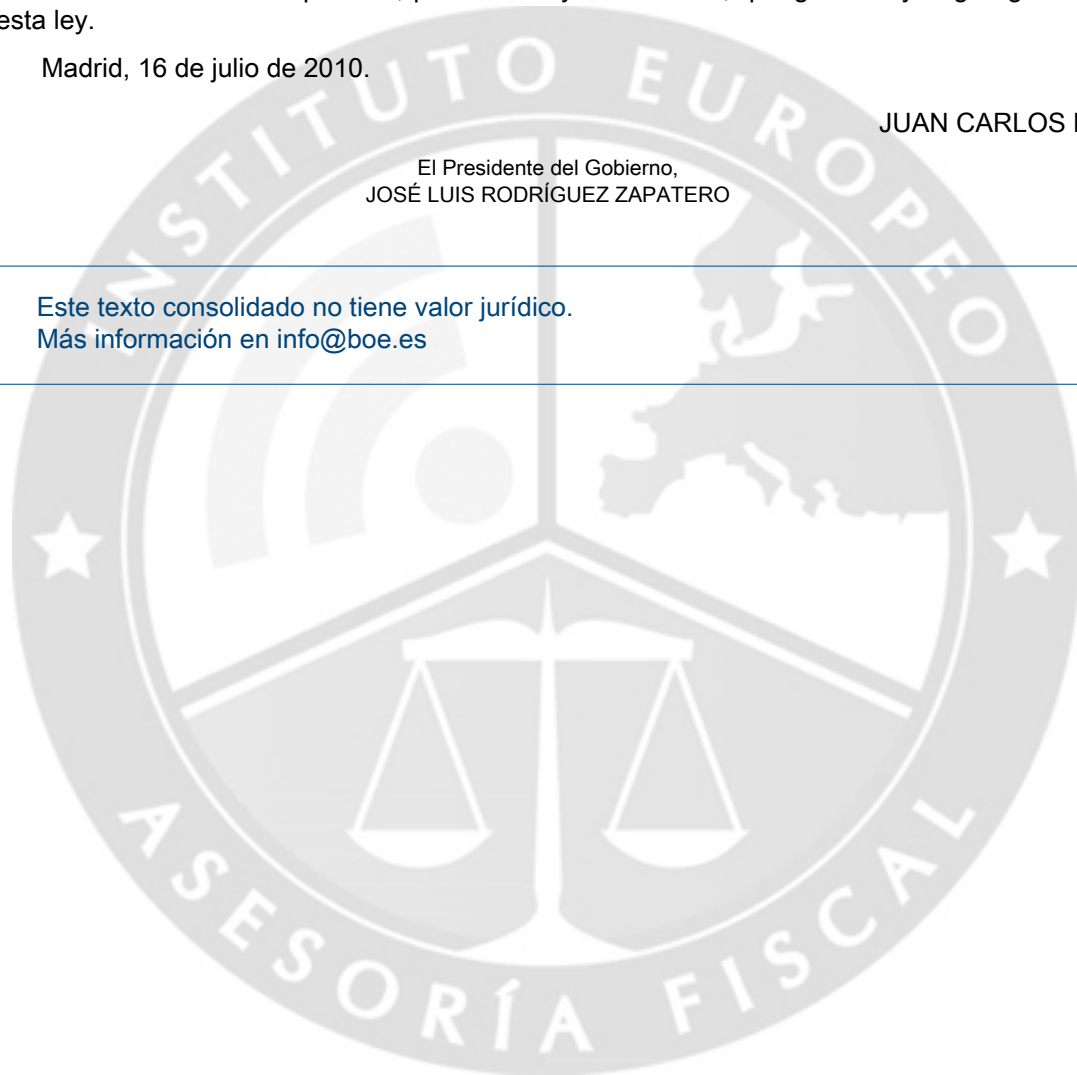 esta ley.
Madrid, 16 de julio de 2010.
JUAN CARLOS
El Presidente del Gobierno,
JOSÉ LUIS RODRÍGUEZ ZAPATERO
Este texto consolidado no tiene valor jurídico.
Más información en info@boe.es
INSTITUTO EUROPEO
ASESORÍA FISCAL